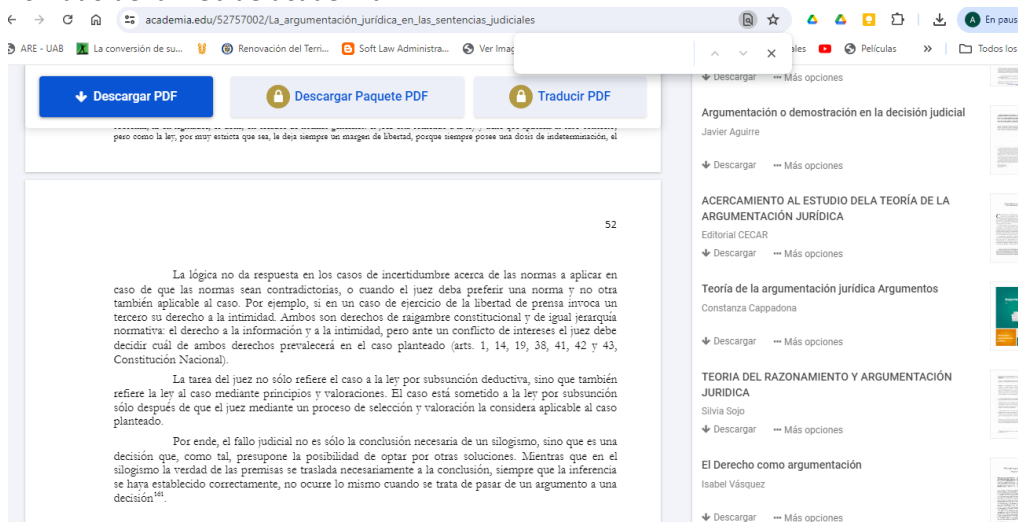 academia.edu/52757002/La_argumentación_jurídica_en_las_sentencias_judiciales
A
En paus
ARE - UAB
La conversión de su...
Renovación del Terri...
Soft Law Administra...
Ver Imag
ales
Películas
»
Todos los
Descargar PDF
Descargar Paquete PDF
Traducir PDF
pero como la ley, por muy estricta que sea, le deja siempre un margen de libertad, porque siempre posee una dosis de indeterminación, el
52
La lógica no da respuesta en los casos de incertidumbre acerca de las normas a aplicar en
caso de que las normas sean contradictorias, o cuando el juez deba preferir una norma y no otra
también aplicable al caso. Por ejemplo, si en un caso de ejercicio de la libertad de prensa invoca un
tercero su derecho a la intimidad. Ambos son derechos de raigambre constitucional y de igual jerarquía
normativa: el derecho a la información y a la intimidad, pero ante un conflicto de intereses el juez debe
decidir cuál de ambos derechos prevalecerá en el caso planteado (arts. 1, 14, 19, 38, 41, 42 y 43,
Constitución Nacional).
La tarea del juez no sólo refiere el caso a la ley por subsunción deductiva, sino que también
refiere la ley al caso mediante principios y valoraciones. El caso está sometido a la ley por subsunción
sólo después de que el juez mediante un proceso de selección y valoración la considera aplicable al caso
planteado.
Por ende, el fallo judicial no es sólo la conclusión necesaria de un silogismo, sino que es una
decisión que, como tal, presupone la posibilidad de optar por otras soluciones. Mientras que en el
silogismo la verdad de las premisas se traslada necesariamente a la conclusión, siempre que la inferencia
se haya establecido correctamente, no ocurre lo mismo cuando se trata de pasar de un argumento a una
decisión161.
Descargar ••• Más opciones
Argumentación o demostración en la decisión judicial
Javier Aguirre
Descargar ••• Más opciones
ACERCAMIENTO AL ESTUDIO DELA TEORÍA DE LA
ARGUMENTACIÓN JURÍDICA
Editorial CECAR
Descargar ••• Más opciones
Teoría de la argumentación jurídica Argumentos
Constanza Cappadona
Descargar ••• Más opciones
TEORIA DEL RAZONAMIENTO Y ARGUMENTACIÓN
JURIDICA
Silvia Sojo
Descargar ••• Más opciones
El Derecho como argumentación
Isabel Vásquez
Descargar ••• Más opciones